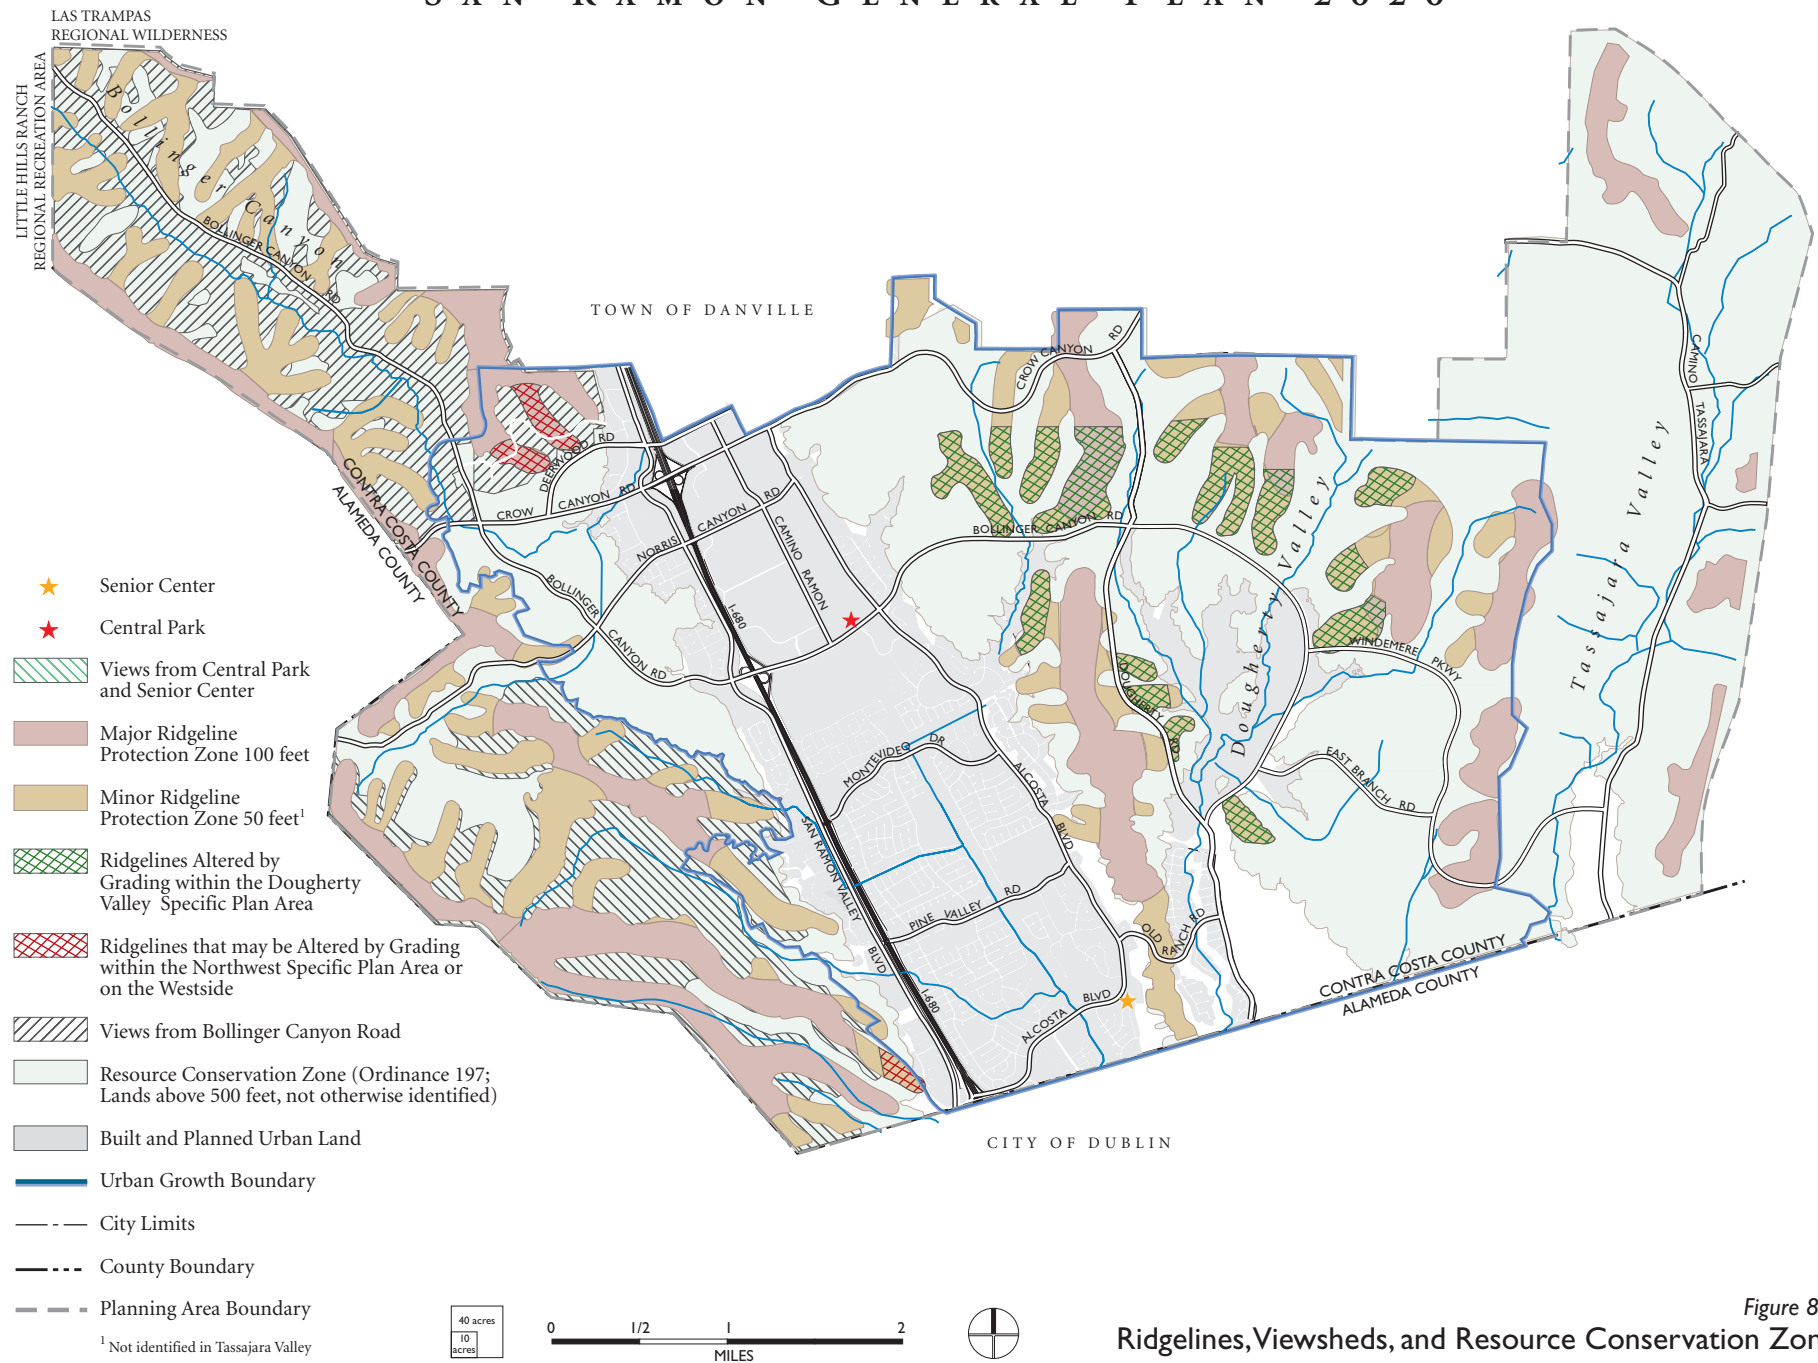 SAN RAMON GENERAL PLAN 2020
LAS TRAMPAS
REGIONAL WILDERNESS
LITTLE HILLS RANCH
REGIONAL RECREATION AREA
Bollinger Canyon
BOLLINGER CANYON RD
TOWN OF DANVILLE
CROW CANYON RD
CAMINO TASSAJARA
Tassajara Valley
Dougherty Valley
DEERWOOD RD
CROW CANYON RD
NORRIS CANYON RD
CAMINO RAMON
BOLLINGER CANYON RD
CONTRA COSTA COUNTY
ALAMEDA COUNTY
BOLLINGER CANYON RD
I-680
WINDEMERE PKWY
DOUGHERTY RD
EAST BRANCH RD
MONTEVIDEO DR
ALCOSTA BLVD
SAN RAMON VALLEY BLVD
PINE VALLEY RD
OLD RANCH RD
I-680
ALCOSTA BLVD
CONTRA COSTA COUNTY
ALAMEDA COUNTY
CITY OF DUBLIN
Senior Center
Central Park
Views from Central Park
and Senior Center
Major Ridgeline
Protection Zone 100 feet
Minor Ridgeline
Protection Zone 50 feet1
Ridgelines Altered by
Grading within the Dougherty
Valley Specific Plan Area
Ridgelines that may be Altered by Grading
within the Northwest Specific Plan Area or
on the Westside
Views from Bollinger Canyon Road
Resource Conservation Zone (Ordinance 197;
Lands above 500 feet, not otherwise identified)
Built and Planned Urban Land
Urban Growth Boundary
City Limits
County Boundary
Planning Area Boundary
1 Not identified in Tassajara Valley
40 acres
10
acres
0 1/2 1 2
MILES
Figure 8
Ridgelines, Viewsheds, and Resource Conservation Zon